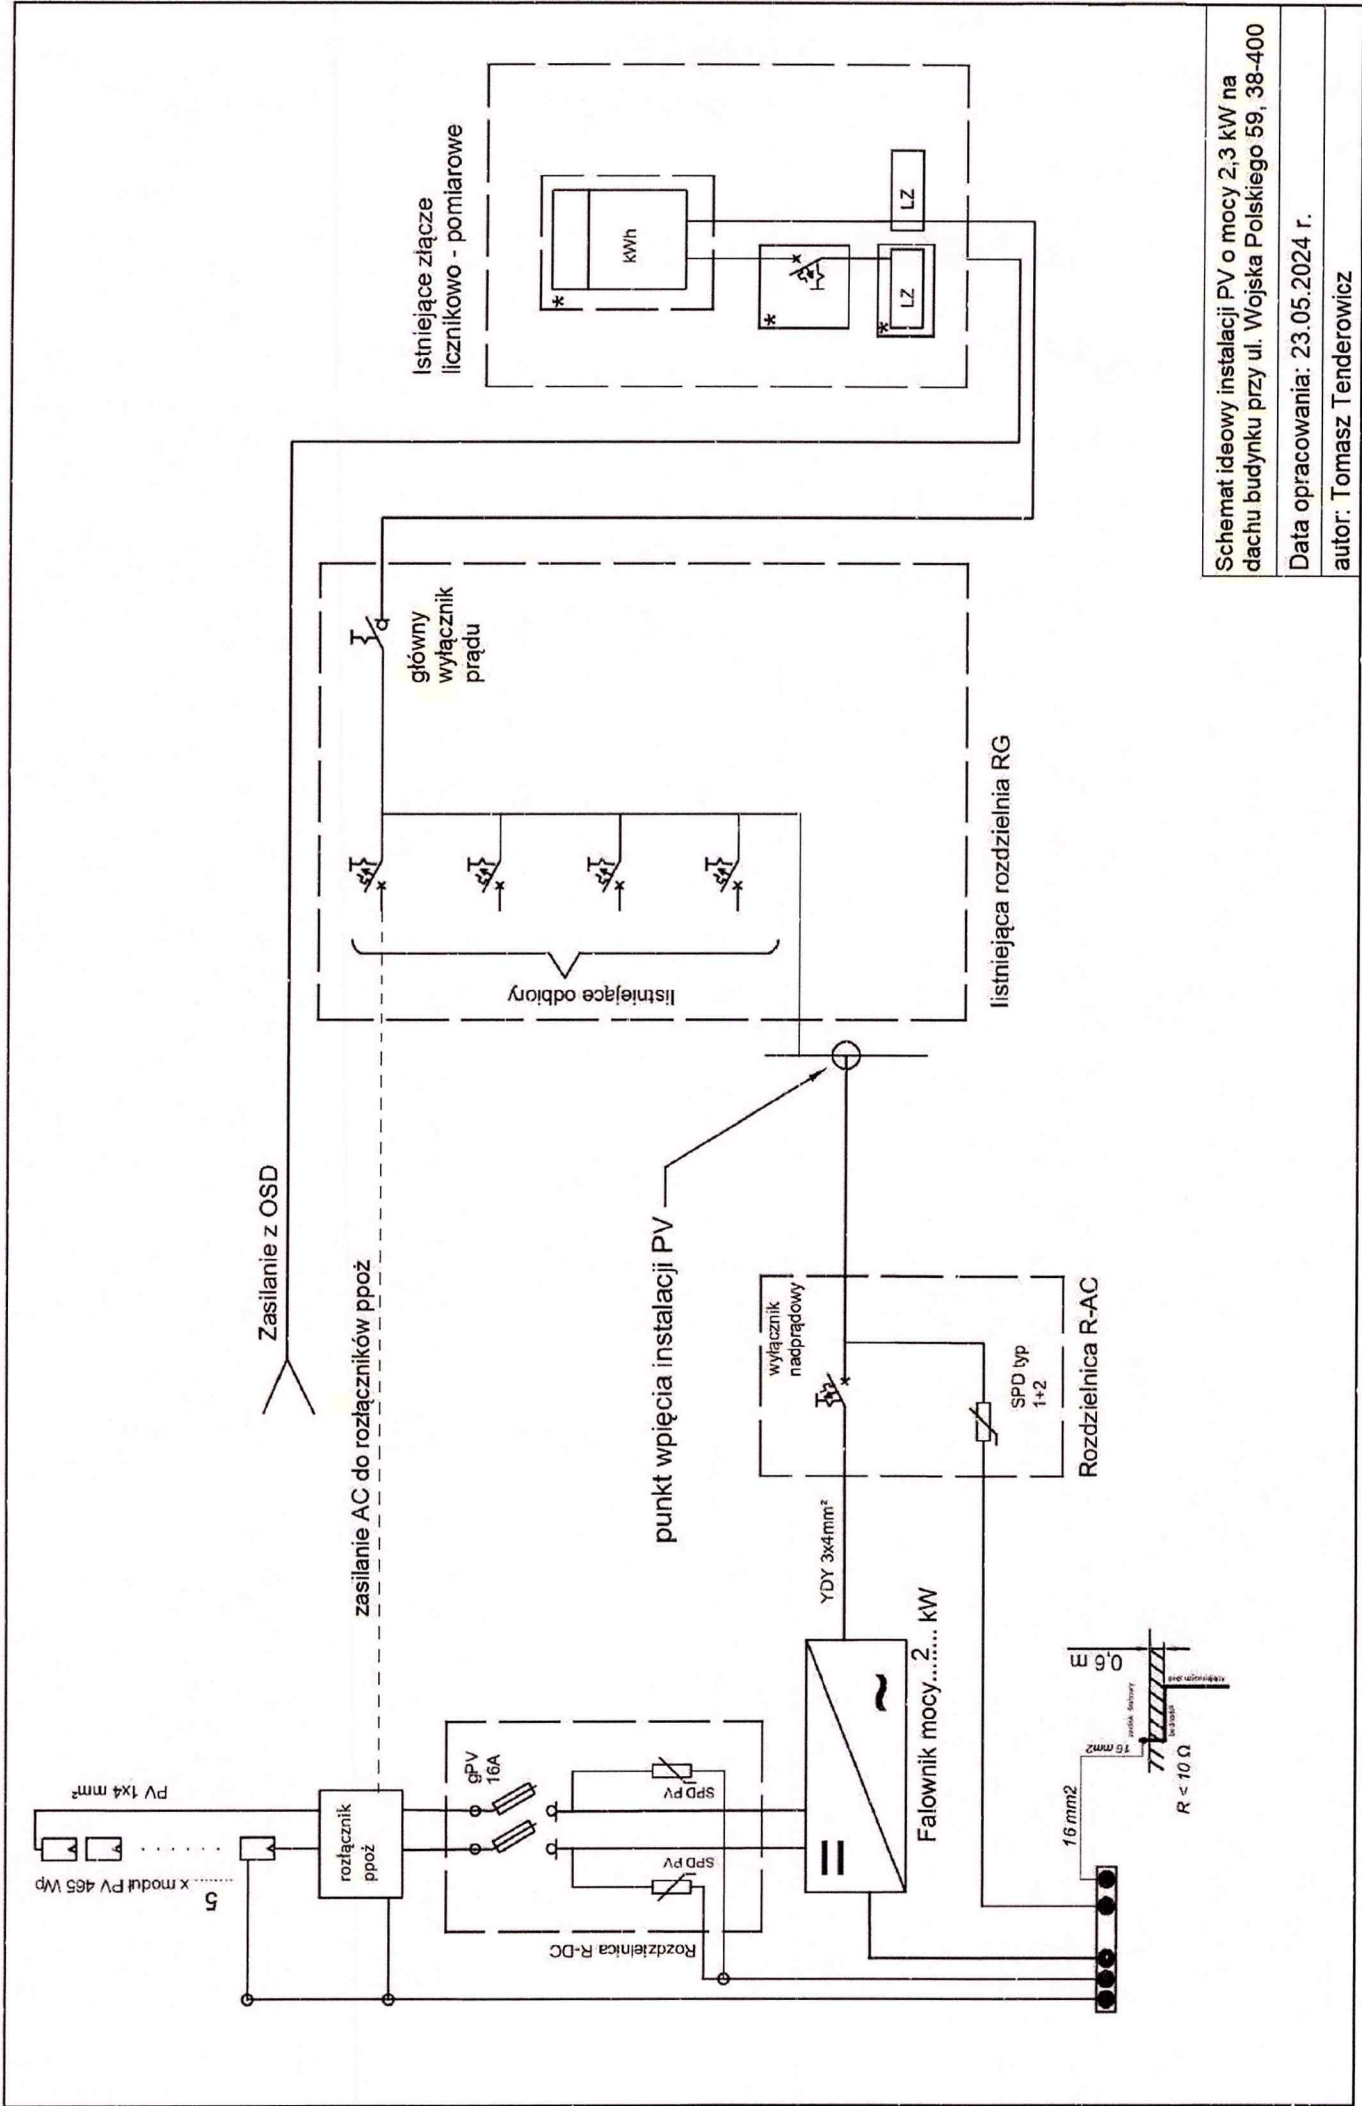 Zasilanie z OSD
Istniejące złącze
licznikowo - pomiarowe
kWh
*
*
*
LZ
LZ
główny
wyłącznik
prądu
Iistniejące odbiory
Iistniejąca rozdzielnia RG
zasilanie AC do rozłączników ppoż
punkt wpięcia instalacji PV
PV 1x4 mm²
5
........ x moduł PV 465 Wp
rozłącznik
ppoż
gPV
16A
SPD PV
SPD PV
Rozdzielnica R-DC
Falownik mocy......2.... kW
YDY 3x4mm²
wyłącznik
nadprądowy
SPD typ
1+2
Rozdzielnica R-AC
16 mm2
16 mm2
0,6 m
R < 10 Ω
Schemat ideowy instalacji PV o mocy 2,3 kW na
dachu budynku przy ul. Wojska Polskiego 59, 38-400
Data opracowania: 23.05.2024 r.
autor: Tomasz Tenderowicz